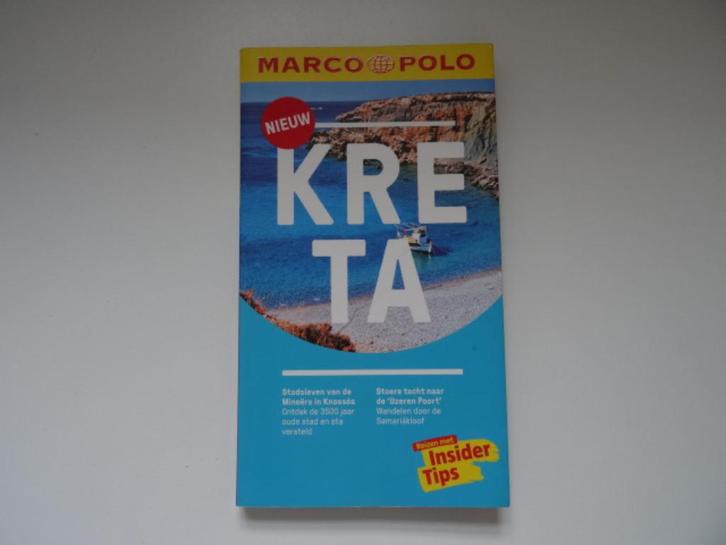 MARCO POLO
NIEUW
KRE
TA
Stadsleven van de
Minoërs in Knossós
Ontdek de 3500 jaar
oude stad en sta
versteld
Stoere tocht naar
de 'IJzeren Poort'
Wandelen door de
Samariákloof
Reizen met
Insider
Tips